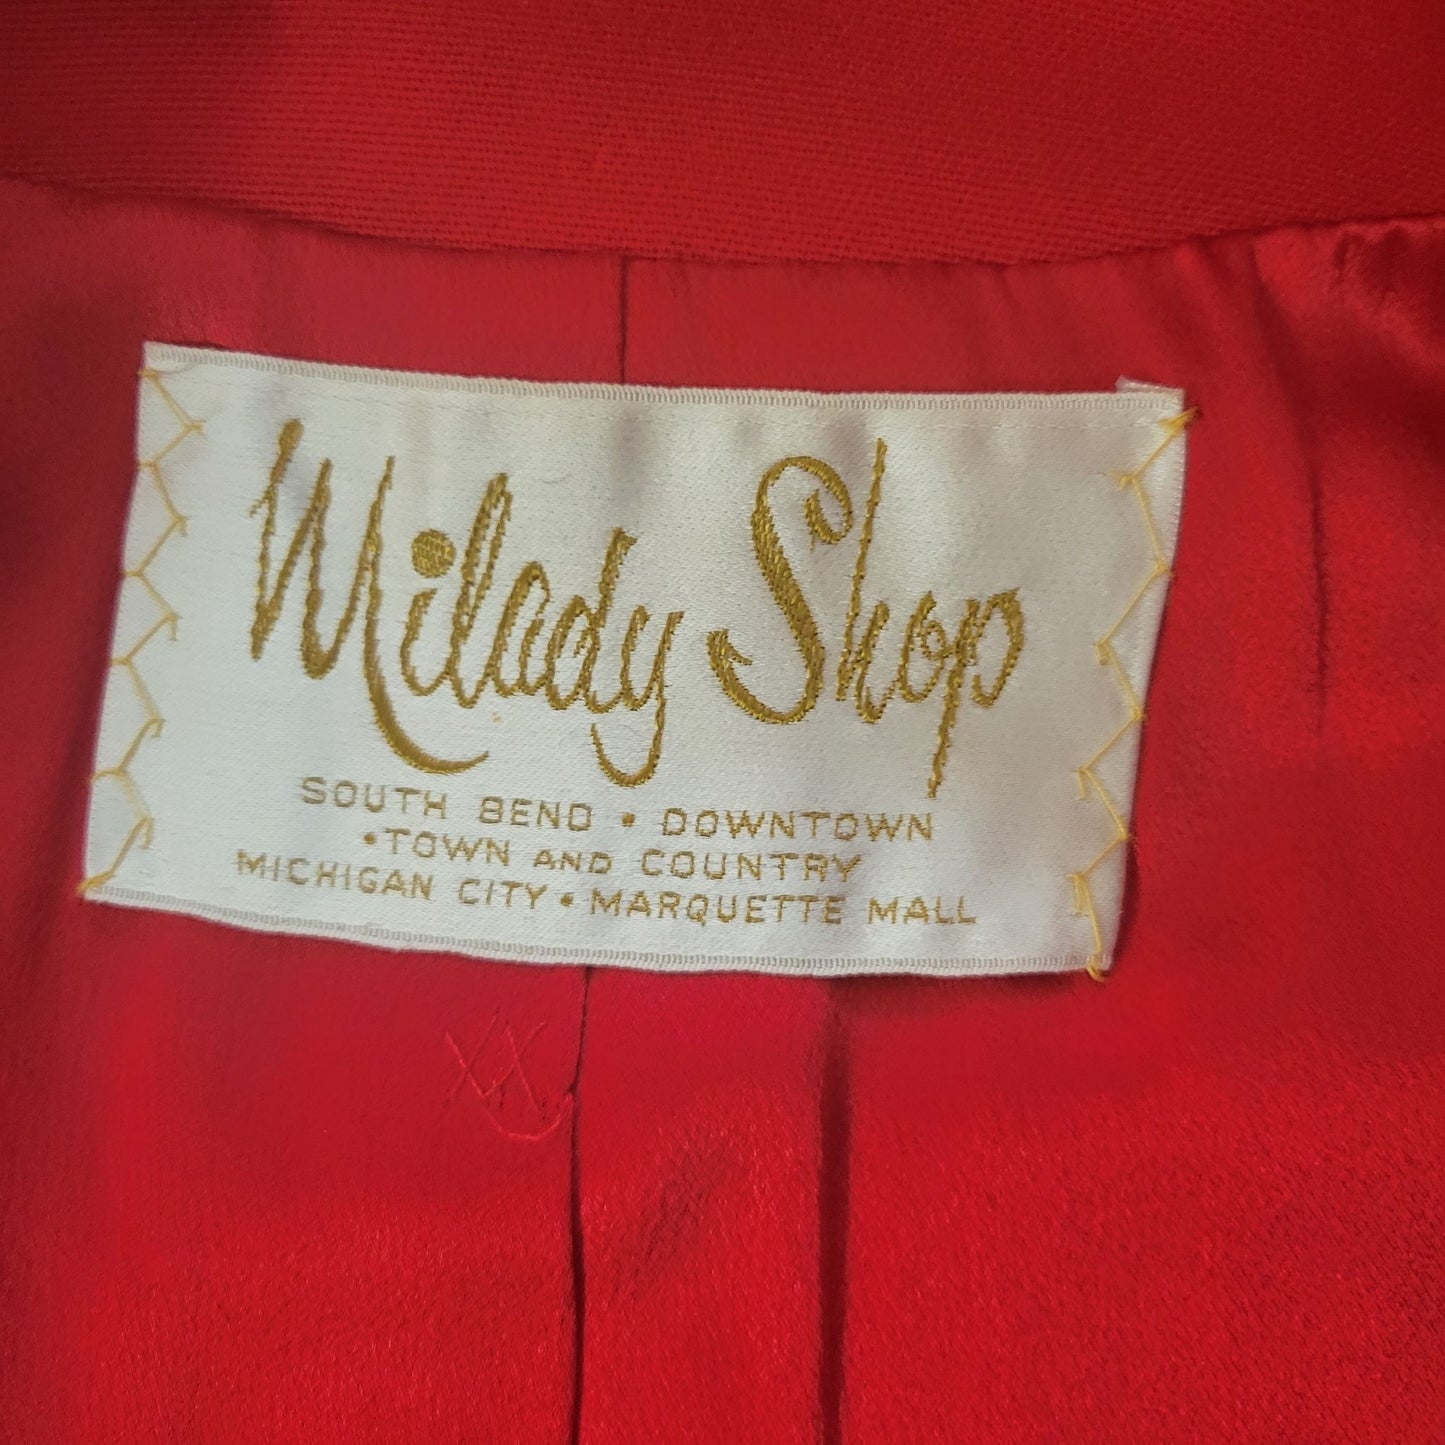 Milady Shop
SOUTH BEND • DOWNTOWN
•TOWN AND COUNTRY
MICHIGAN CITY • MARQUETTE MALL